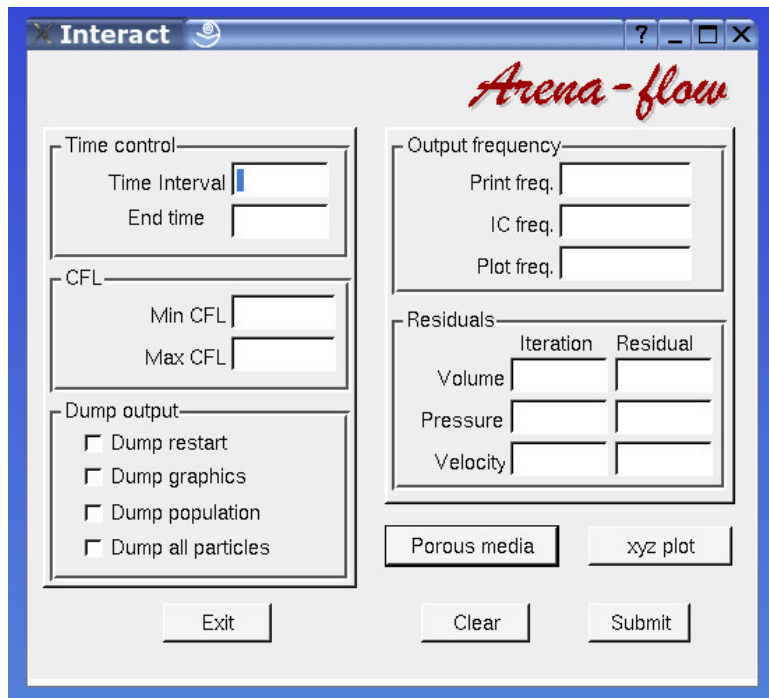 Interact
?
Arena-flow
Time control
Time Interval
End time
CFL
Min CFL
Max CFL
Dump output
Dump restart
Dump graphics
Dump population
Dump all particles
Output frequency
Print freq.
IC freq.
Plot freq.
Residuals
Iteration Residual
Volume
Pressure
Velocity
Porous media
xyz plot
Exit
Clear
Submit